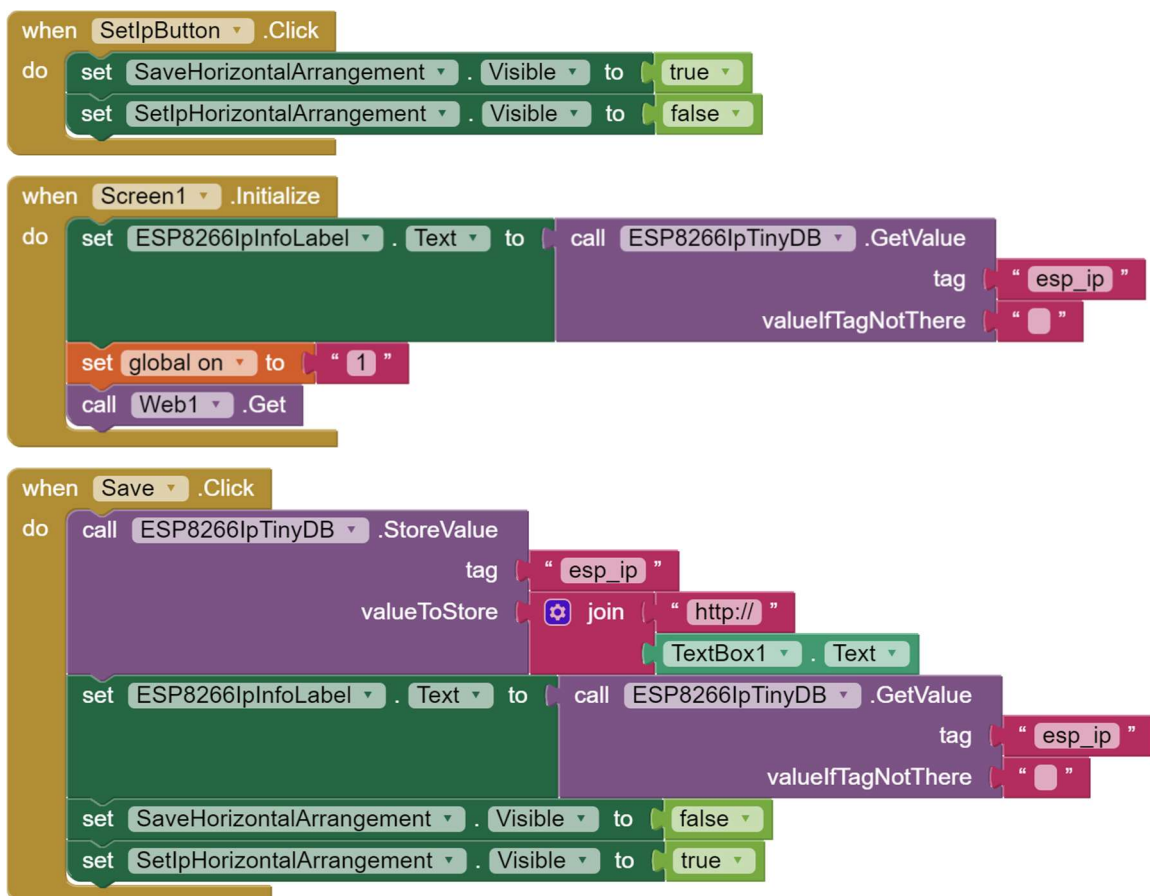 when SetIpButton .Click
do set SaveHorizontalArrangement . Visible to true
set SetIpHorizontalArrangement . Visible to false
when Screen1 .Initialize
do set ESP8266IpInfoLabel . Text to call ESP8266IpTinyDB .GetValue
tag “ esp_ip ”
valueIfTagNotThere “ ”
set global on to “ 1 ”
call Web1 .Get
when Save .Click
do call ESP8266IpTinyDB .StoreValue
tag “ esp_ip ”
valueToStore join “ http:// ”
TextBox1 . Text
set ESP8266IpInfoLabel . Text to call ESP8266IpTinyDB .GetValue
tag “ esp_ip ”
valueIfTagNotThere “ ”
set SaveHorizontalArrangement . Visible to false
set SetIpHorizontalArrangement . Visible to true